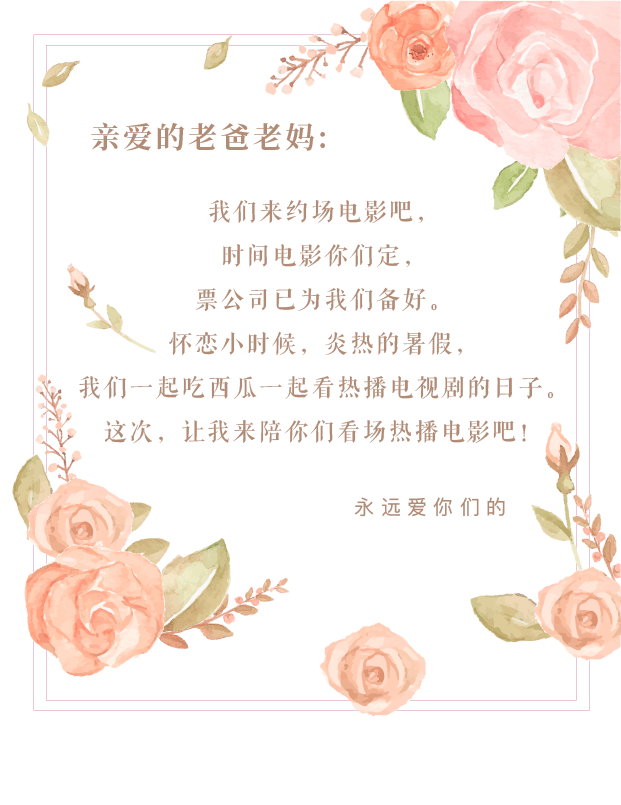 亲爱的老爸老妈：
我们来约场电影吧，
时间电影你们定，
票公司已为我们备好。
怀恋小时候，炎热的暑假，
我们一起吃西瓜一起看热播电视剧的日子。
这次，让我来陪你们看场热播电影吧！
永远爱你们的